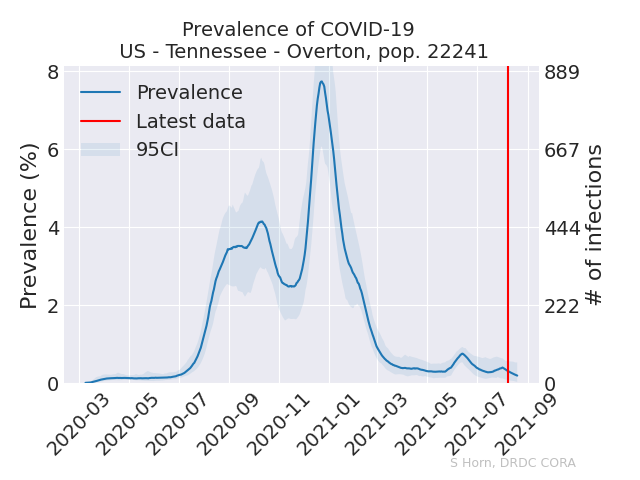 Prevalence of COVID-19
US - Tennessee - Overton, pop. 22241
Prevalence
Latest data
95CI
Prevalence (%)
8
6
4
2
0
# of infections
889
667
444
222
0
2020-03
2020-05
2020-07
2020-09
2020-11
2021-01
2021-03
2021-05
2021-07
2021-09
S Horn, DRDC CORA